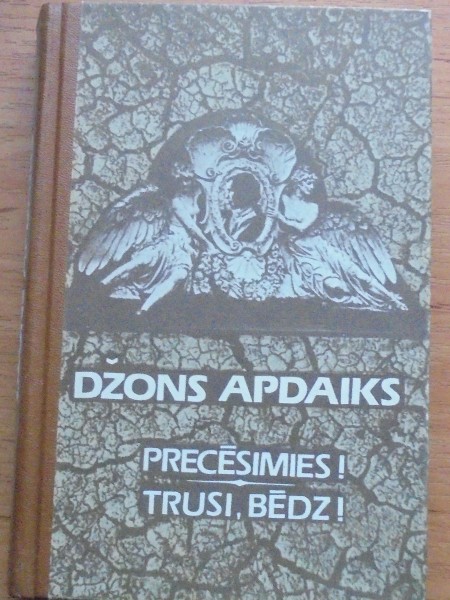 DŽONS APDAIKS
PRECĒSIMIES!
TRUSI, BĒDZ!